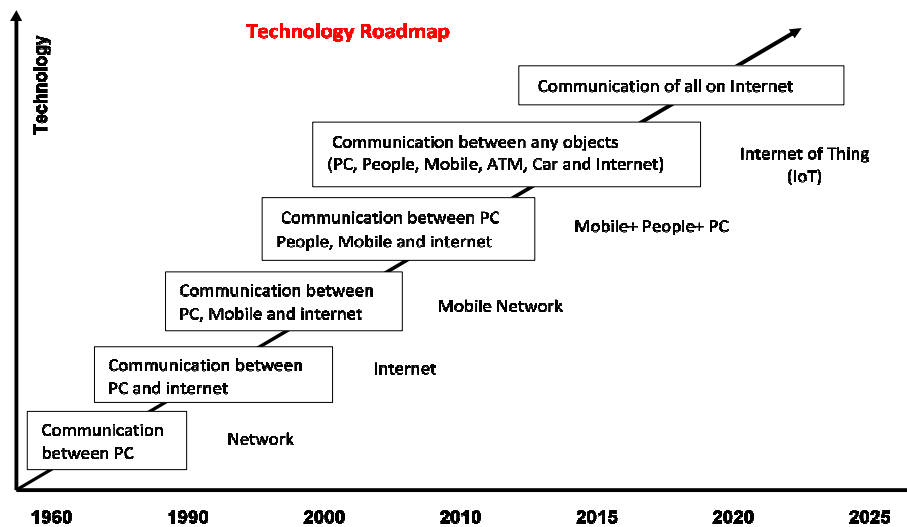 Technology Roadmap
Technology
Communication of all on Internet
Communication between any objects
(PC, People, Mobile, ATM, Car and Internet)
Internet of Thing
(IoT)
Communication between PC
People, Mobile and internet
Mobile+ People+ PC
Communication between
PC, Mobile and internet
Mobile Network
Communication between
PC and internet
Internet
Communication
between PC
Network
1960 1990 2000 2010 2015 2020 2025